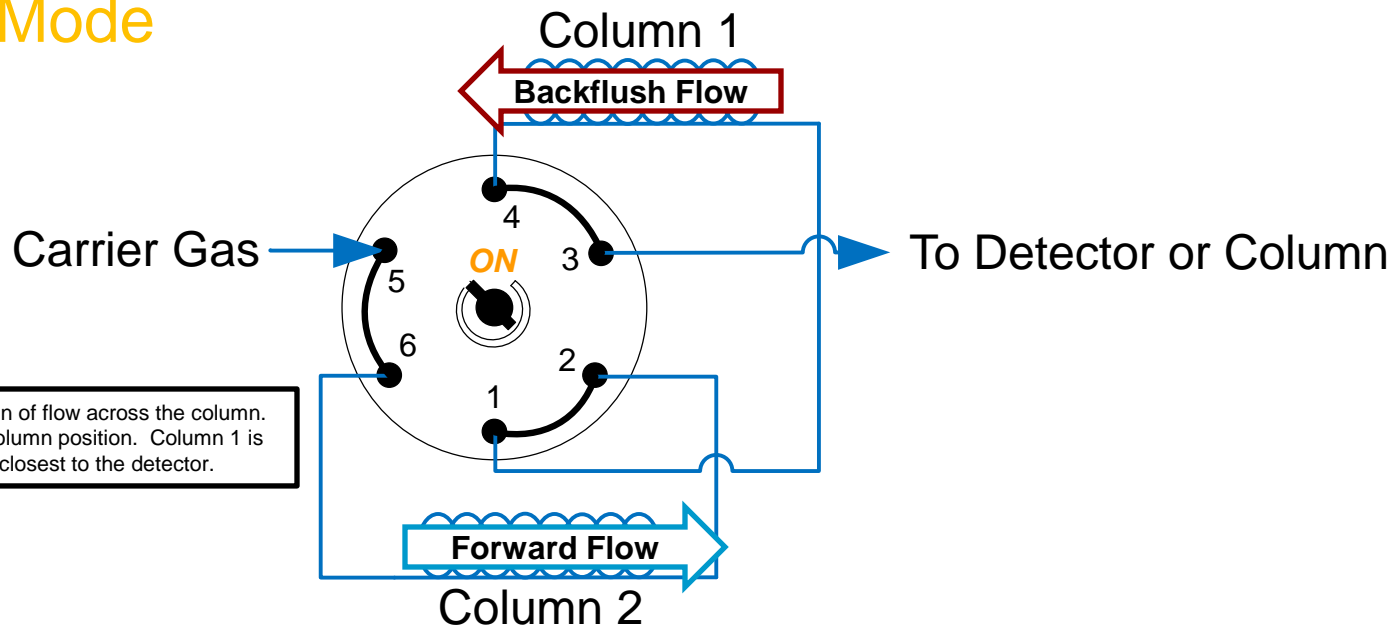 Mode
Column 1
Backflush Flow
Carrier Gas
4
3
ON
5
6
2
1
To Detector or Column
n of flow across the column.
olumn position. Column 1 is
closest to the detector.
Forward Flow
Column 2